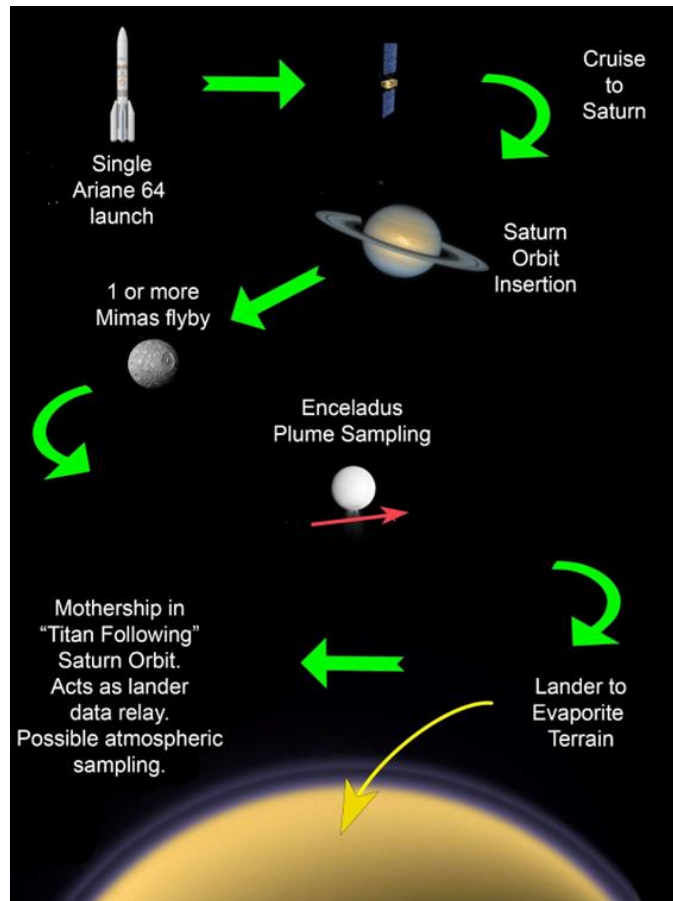 Single
Ariane 64
launch
Cruise
to
Saturn
Saturn
Orbit
Insertion
1 or more
Mimas flyby
Enceladus
Plume Sampling
Lander to
Evaporite
Terrain
Mothership in
“Titan Following”
Saturn Orbit.
Acts as lander
data relay.
Possible atmospheric
sampling.